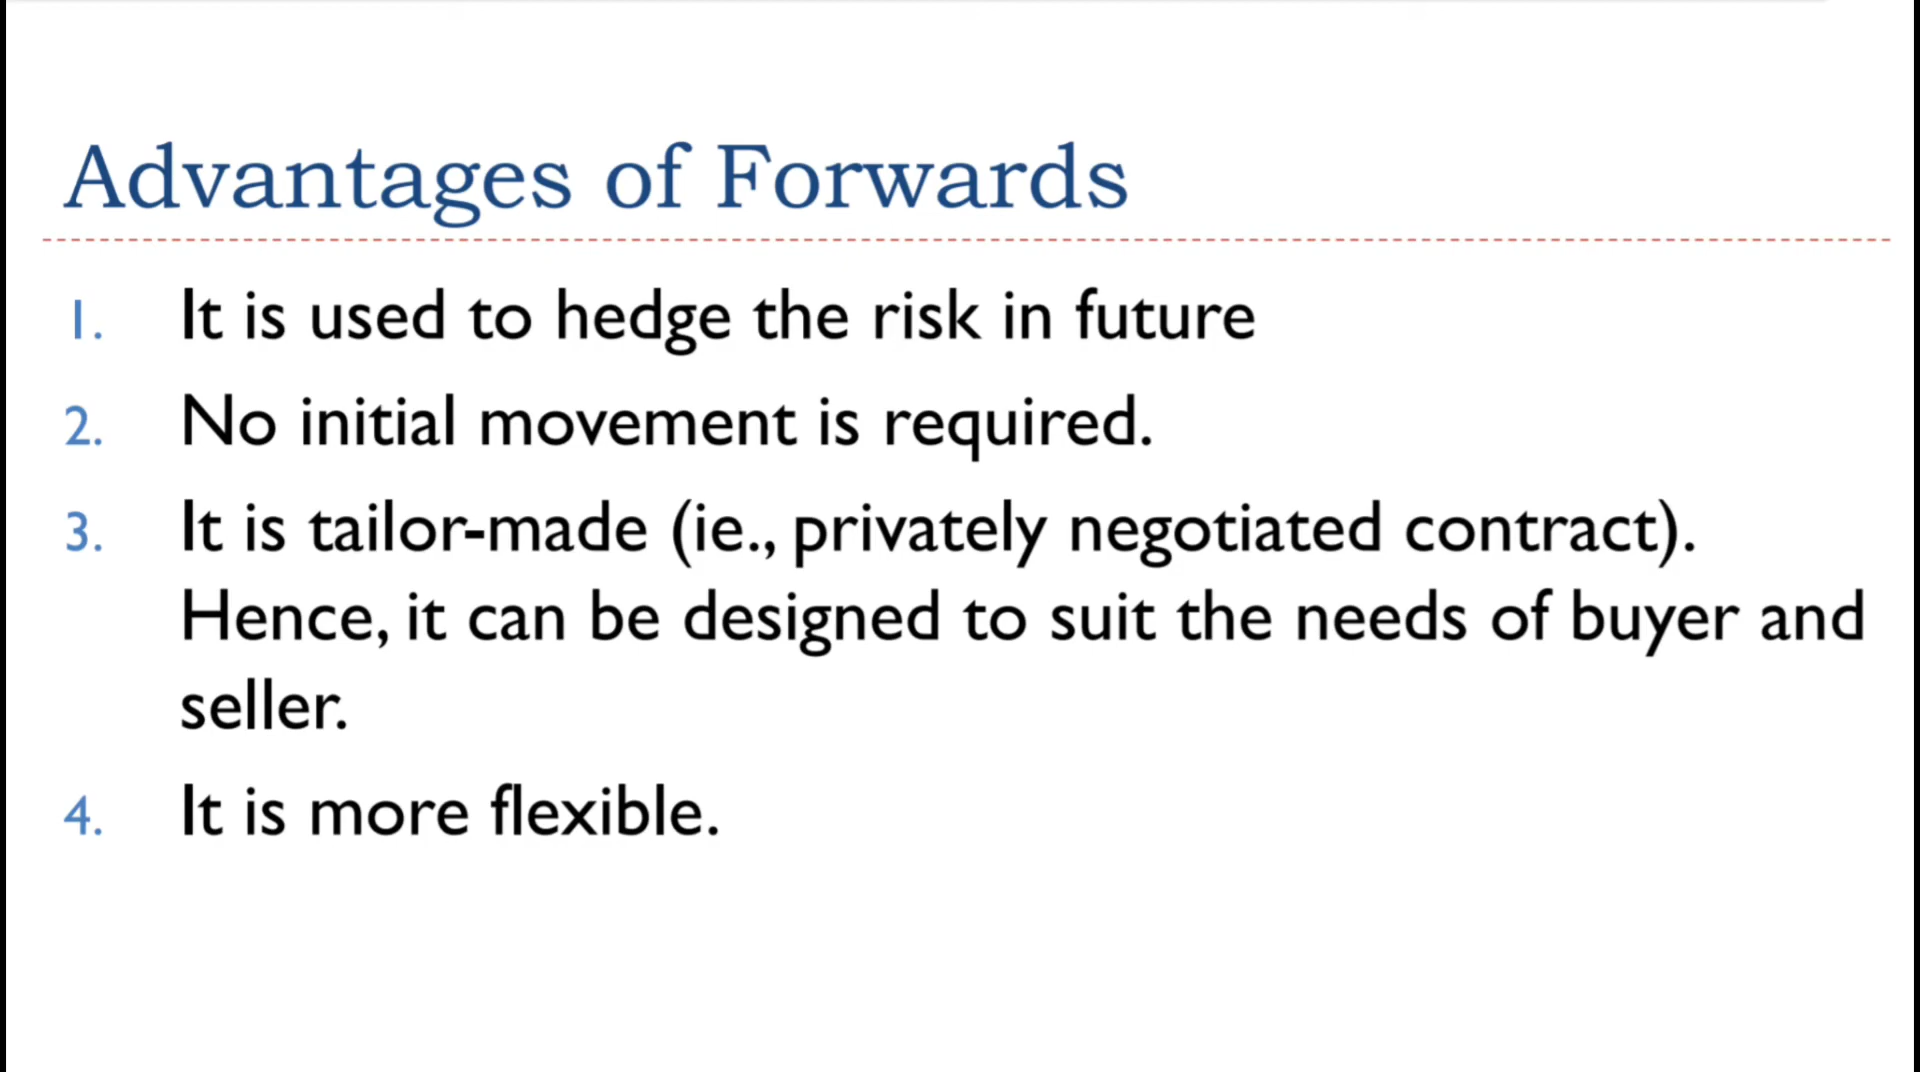 Advantages of Forwards
1. It is used to hedge the risk in future
2. No initial movement is required.
3. It is tailor-made (ie., privately negotiated contract).
Hence, it can be designed to suit the needs of buyer and
seller.
4. It is more flexible.